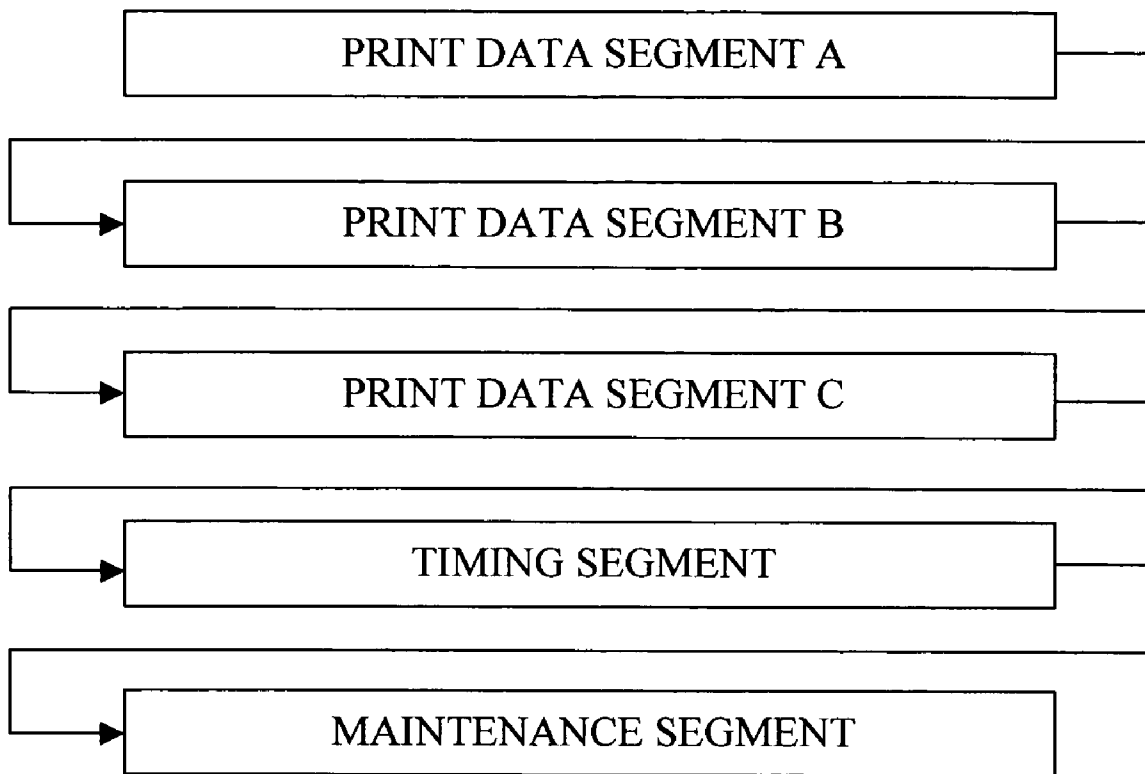 PRINT DATA SEGMENT A
PRINT DATA SEGMENT B
PRINT DATA SEGMENT C
TIMING SEGMENT
MAINTENANCE SEGMENT